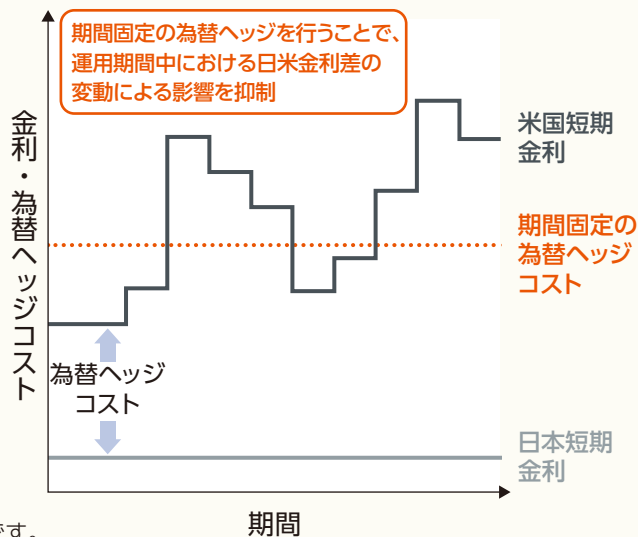 期間固定の為替ヘッジを行うことで、
運用期間中における日米金利差の
変動による影響を抑制
金利・為替ヘッジコスト
米国短期
金利
期間固定の
為替ヘッジ
コスト
為替ヘッジ
コスト
日本短期
金利
期間
です。